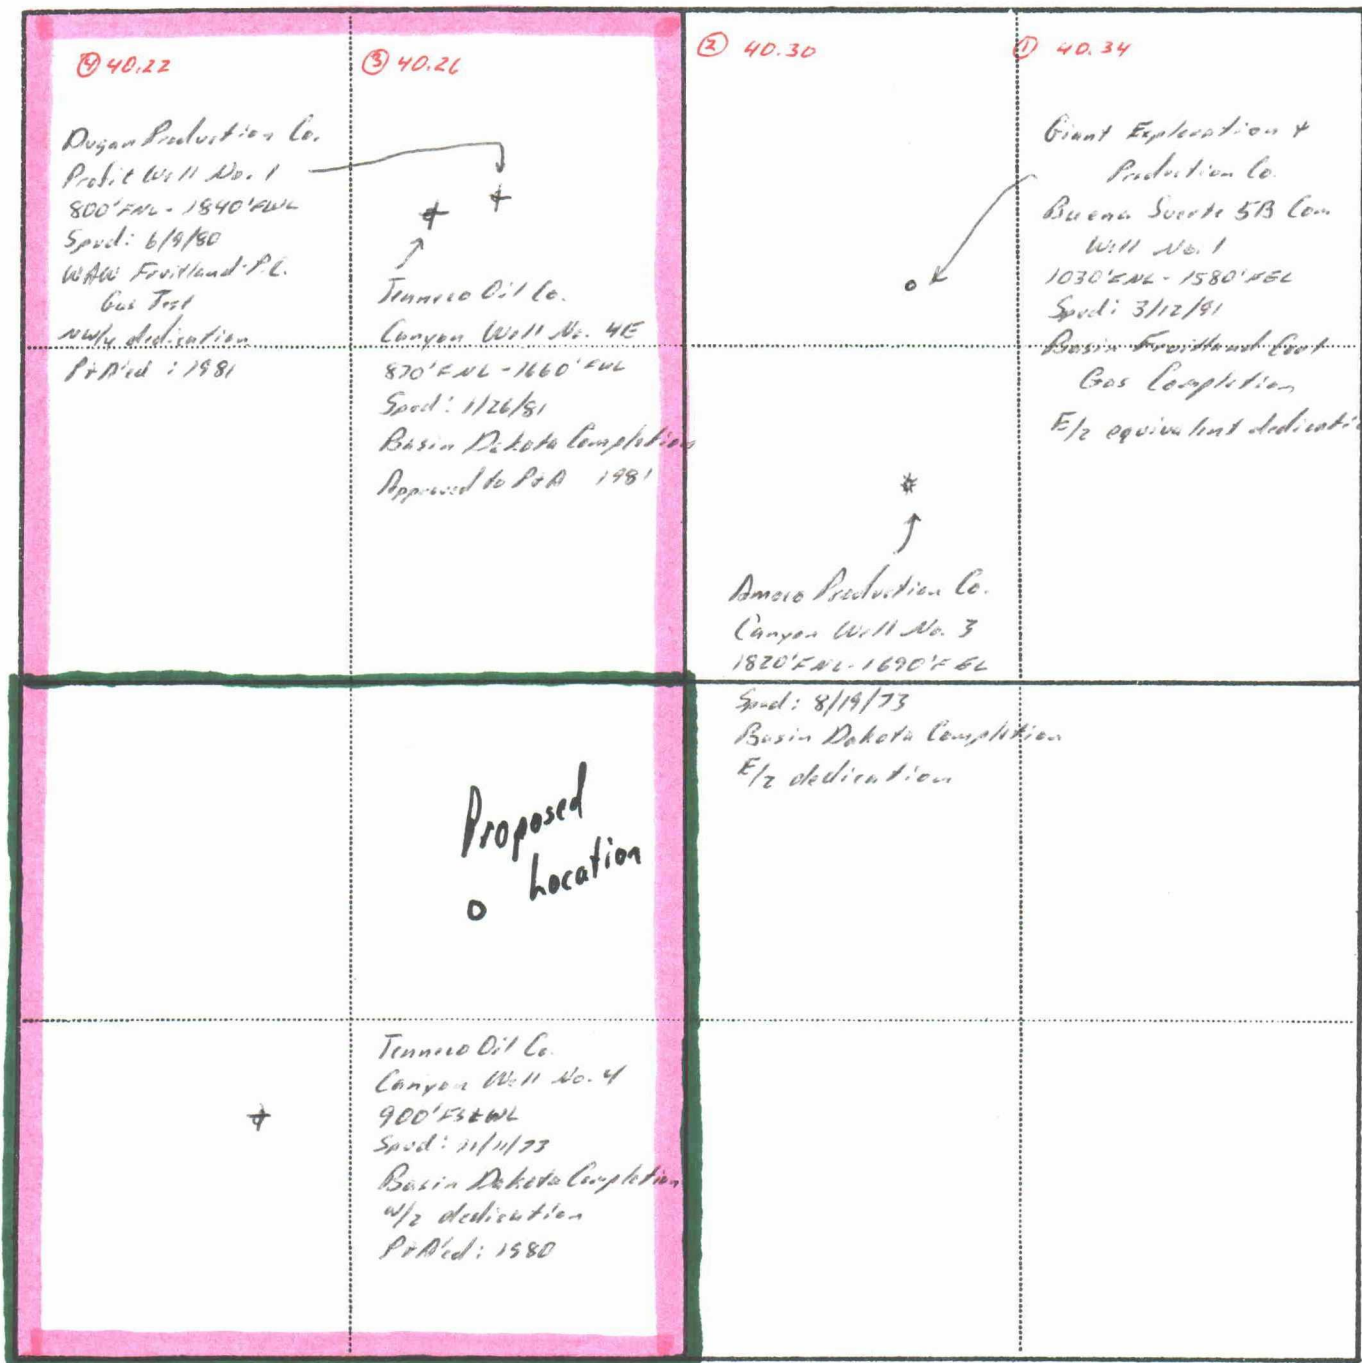 ④ 40.22
③ 40.26
② 40.30
① 40.34
Dugan Production Co.
Profit Well No. 1
800'FNL - 1840'FWL
Spud: 6/9/80
WAW Fruitland-P.C.
Gas Test
NW/4 dedication
P&A'ed: 1981
Tenneco Oil Co.
Canyon Well No. 4E
870'FNL - 1660'FWL
Spud: 1/26/81
Basin Dakota Completion
Approved to P&A 1981
Giant Exploration &
Production Co.
Buena Suerte 5B Com
Well No. 1
1030'FNL - 1580'FEL
Spud: 3/12/91
Basin Fruitland Coal
Gas Completion
E/2 equivalent dedicatio
Amoco Production Co.
Canyon Well No. 3
1820'FNL - 1690'FEL
Spud: 8/19/73
Basin Dakota Completion
E/2 dedication
Proposed
Location
Tenneco Oil Co.
Canyon Well No. 4
900'FS&WL
Spud: 11/11/73
Basin Dakota Completion
W/2 dedication
P&A'ed: 1980